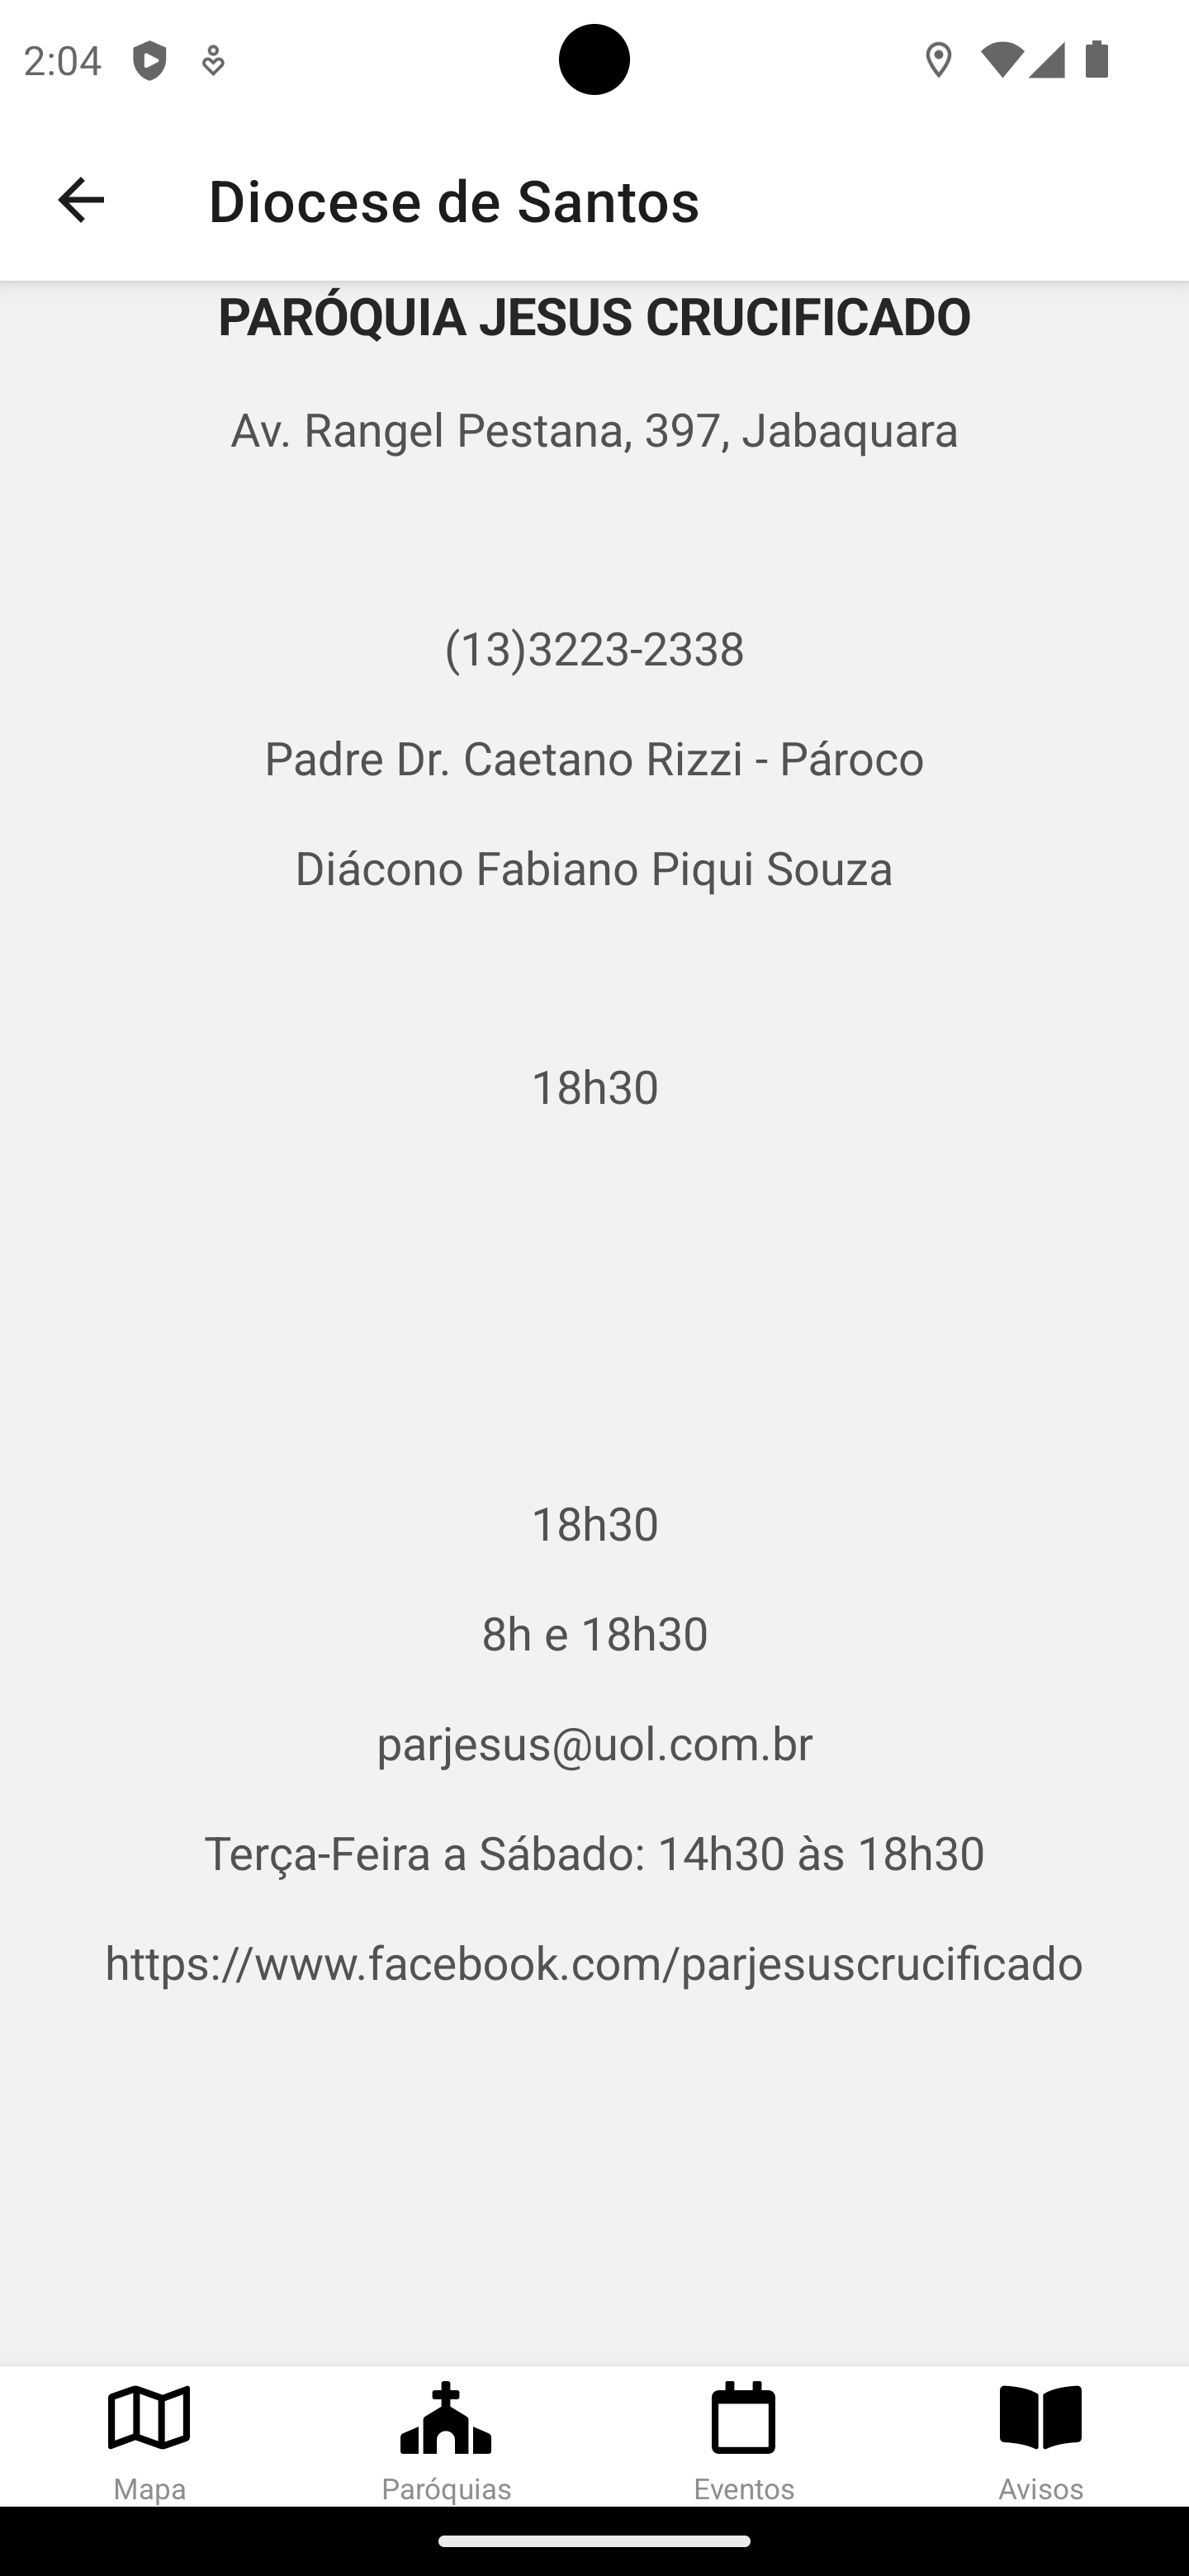 2:04
Diocese de Santos
PARÓQUIA JESUS CRUCIFICADO
Av. Rangel Pestana, 397, Jabaquara
(13)3223-2338
Padre Dr. Caetano Rizzi - Pároco
Diácono Fabiano Piqui Souza
18h30
18h30
8h e 18h30
parjesus@uol.com.br
Terça-Feira a Sábado: 14h30 às 18h30
https://www.facebook.com/parjesuscrucificado
Mapa Paróquias Eventos Avisos